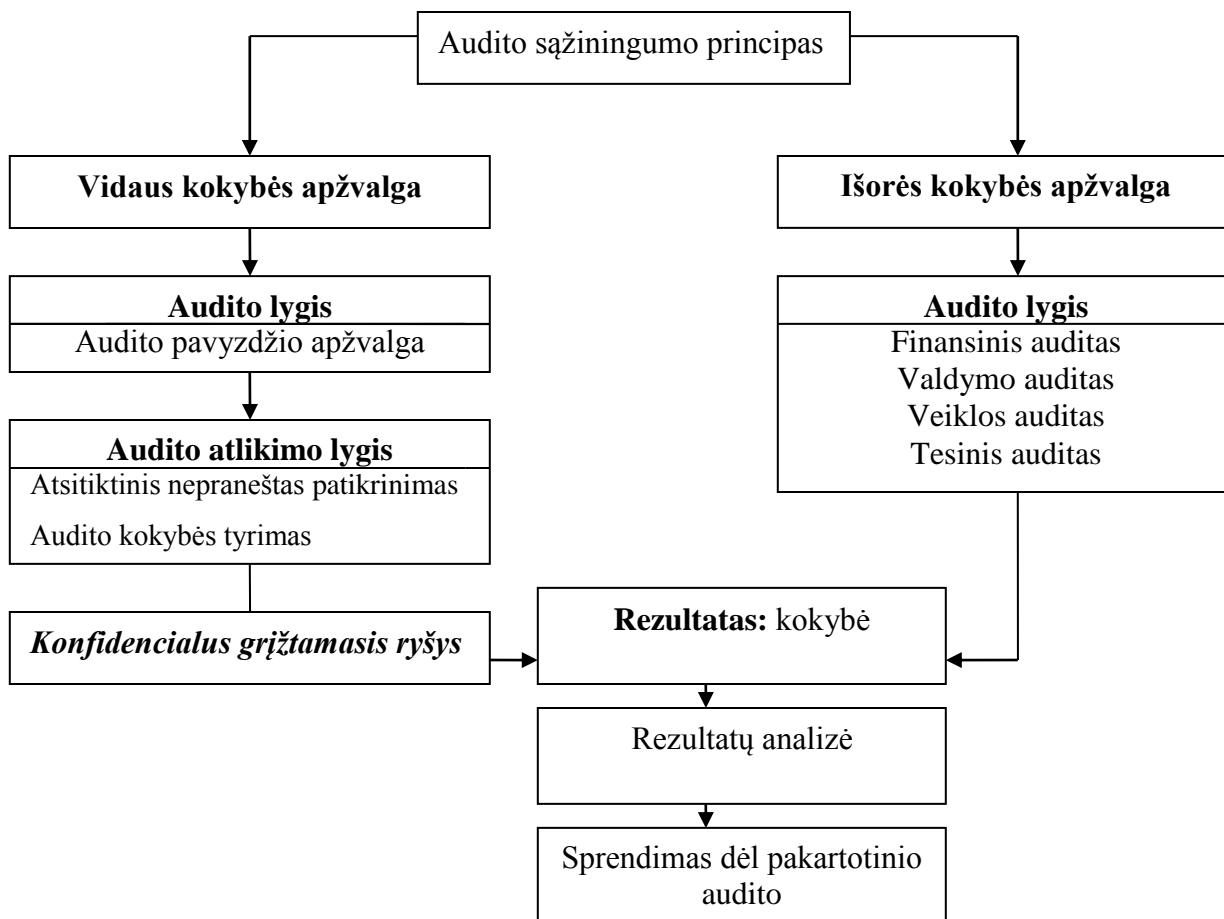 Audito sąžiningumo principas
Vidaus kokybės apžvalga
Išorės kokybės apžvalga
Audito lygis
Audito pavyzdžio apžvalga
Audito lygis
Finansinis auditas
Valdymo auditas
Veiklos auditas
Tesinis auditas
Audito atlikimo lygis
Atsitiktinis nepraneštas patikrinimas
Audito kokybės tyrimas
Konfidencialus grįžtamasis ryšys
Rezultatas: kokybė
Rezultatų analizė
Sprendimas dėl pakartotinio
audito